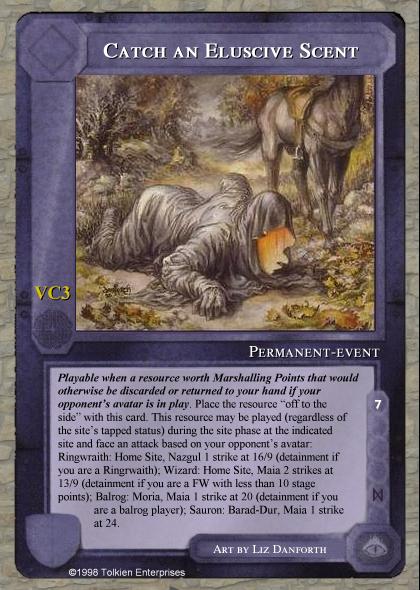 CATCH AN ELUSCIVE SCENT
VC3
PERMANENT-EVENT
Playable when a resource worth Marshalling Points that would
otherwise be discarded or returned to your hand if your
opponent's avatar is in play. Place the resource "off to the
side" with this card. This resource may be played (regardless of
the site's tapped status) during the site phase at the indicated
site and face an attack based on your opponent's avatar:
Ringwraith: Home Site, Nazgul 1 strike at 16/9 (detainment if
you are a Ringrwaith); Wizard: Home Site, Maia 2 strikes at
13/9 (detainment if you are a FW with less than 10 stage
points); Balrog: Moria, Maia 1 strike at 20 (detainment if you
are a balrog player); Sauron: Barad-Dur, Maia 1 strike
at 24.
7
ART BY LIZ DANFORTH
©1998 Tolkien Enterprises